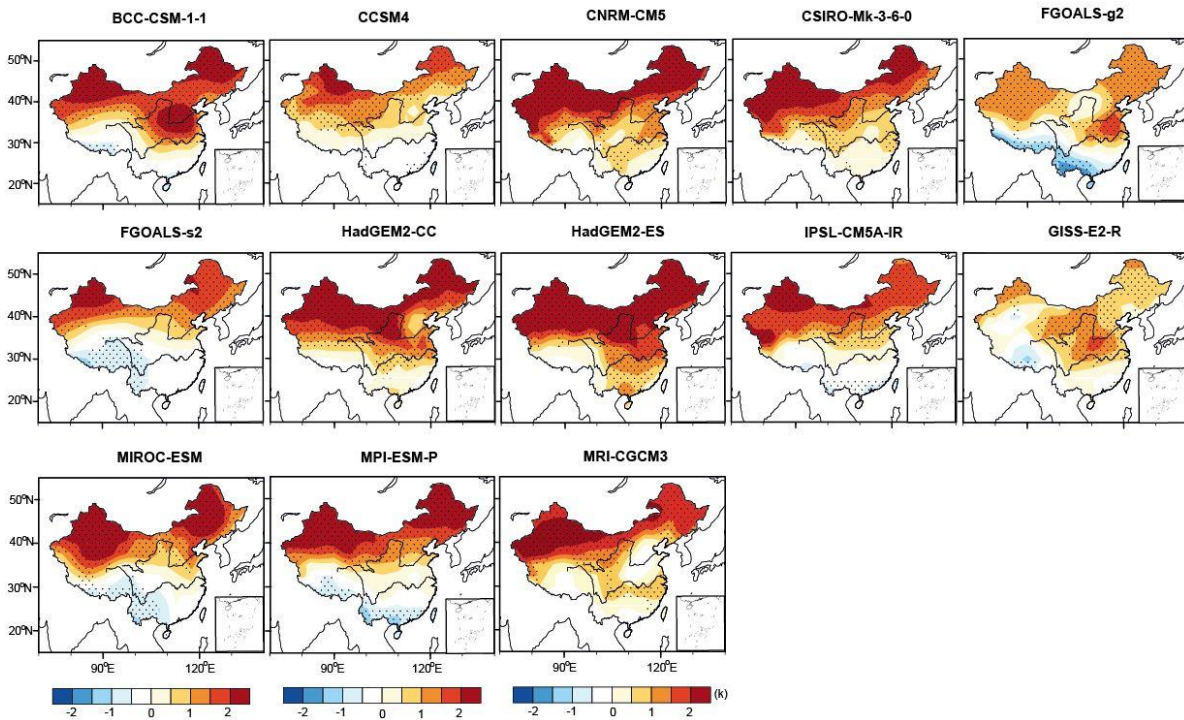 BCC-CSM-1-1 CCSM4 CNRM-CM5 CSIRO-Mk-3-6-0 FGOALS-g2
50°N
40°N
30°N
20°N
FGOALS-s2 HadGEM2-CC HadGEM2-ES IPSL-CM5A-IR GISS-E2-R
50°N
40°N
30°N
20°N
MIROC-ESM MPI-ESM-P MRI-CGCM3
50°N
40°N
30°N
20°N
90°E 120°E 90°E 120°E 90°E 120°E
-2 -1 0 1 2 -2 -1 0 1 2 -2 -1 0 1 2 (k)